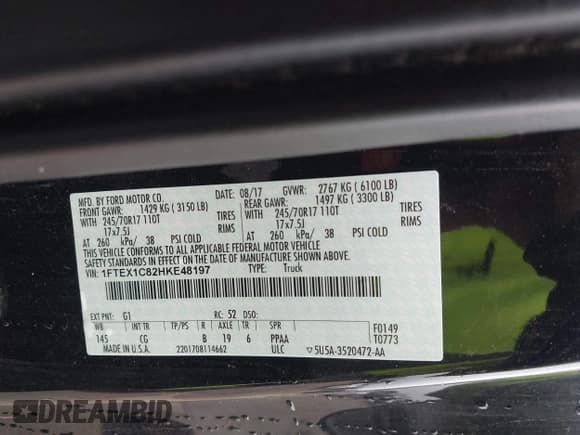 MFD. BY FORD MOTOR CO.
DATE: 08/17 GVWR: 2767 KG ( 6100 LB)
FRONT GAWR: 1429 KG ( 3150 LB) REAR GAWR: 1497 KG ( 3300 LB)
WITH 245/70R17 110T TIRES WITH 245/70R17 110T TIRES
17x7.5J RIMS 17x7.5J RIMS
AT 260 kPa/ 38 PSI COLD AT 260 kPa/ 38 PSI COLD
THIS VEHICLE CONFORMS TO ALL APPLICABLE FEDERAL MOTOR VEHICLE
SAFETY STANDARDS IN EFFECT ON THE DATE OF MANUFACTURE SHOWN ABOVE.
VIN: 1FTEX1C82HKE48197 TYPE: Truck
EXT PNT: G1 RC: 52 DSO:
WB INT TR TP/PS R AXLE TR SPR F0149
145 CG B 19 6 PPAA T0773
MADE IN U.S.A. 2201708114662 ULC ▽5U5A-3520472-AA
DREAMBID